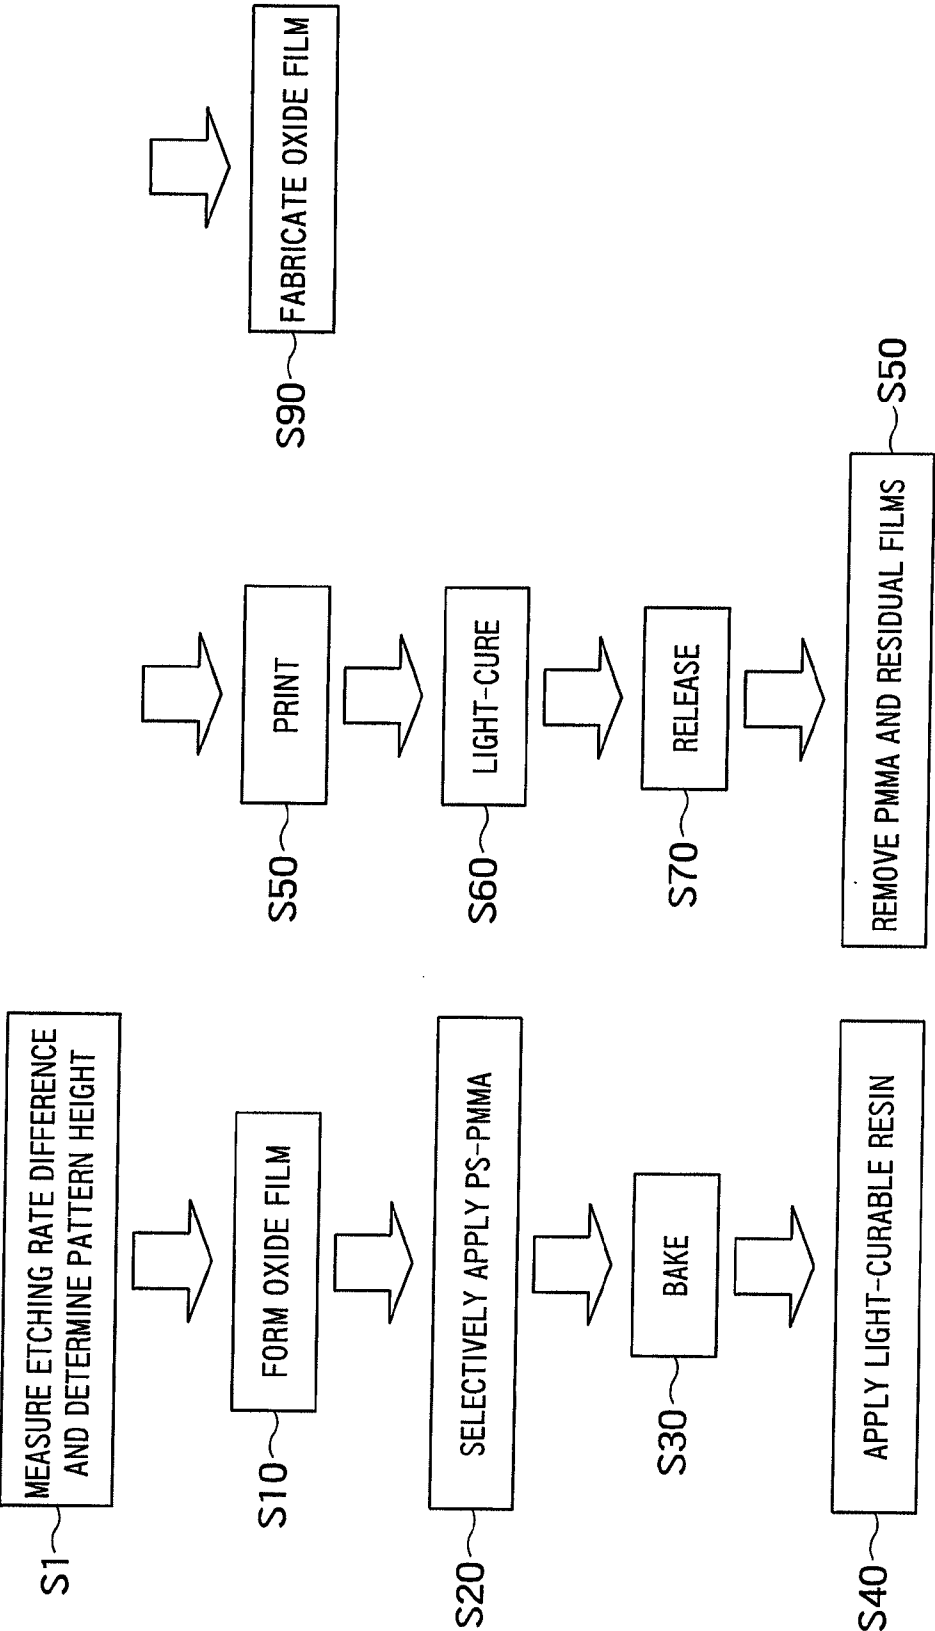 S1
MEASURE ETCHING RATE DIFFERENCE
AND DETERMINE PATTERN HEIGHT
S10
FORM OXIDE FILM
S20
SELECTIVELY APPLY PS-PMMA
S30
BAKE
S40
APPLY LIGHT-CURABLE RESIN
S50
PRINT
S60
LIGHT-CURE
S70
RELEASE
REMOVE PMMA AND RESIDUAL FILMS
S50
S90
FABRICATE OXIDE FILM